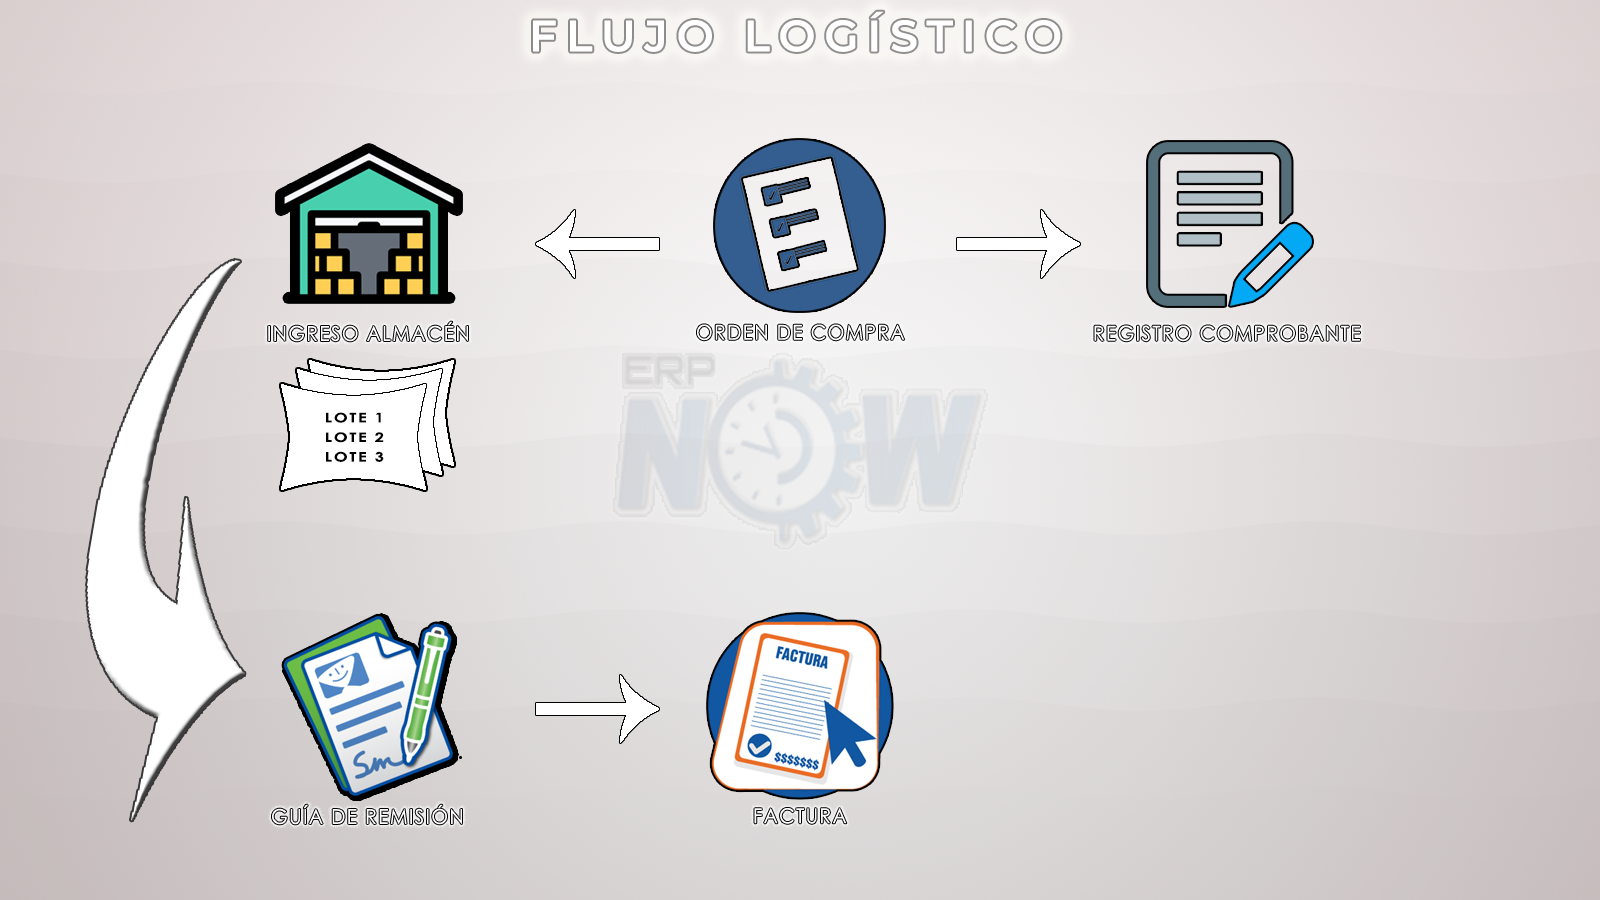 FLUJO LOGÍSTICO
INGRESO ALMACÉN
ORDEN DE COMPRA
REGISTRO COMPROBANTE
ERP
NOW
LOTE 1
LOTE 2
LOTE 3
Sm
FACTURA
$$$$$$$
GUÍA DE REMISIÓN
FACTURA